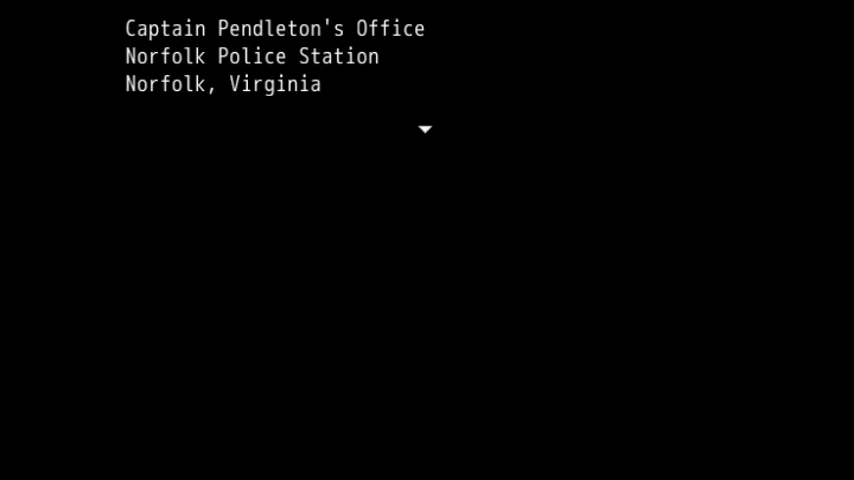 Captain Pendleton's Office
Norfolk Police Station
Norfolk, Virginia